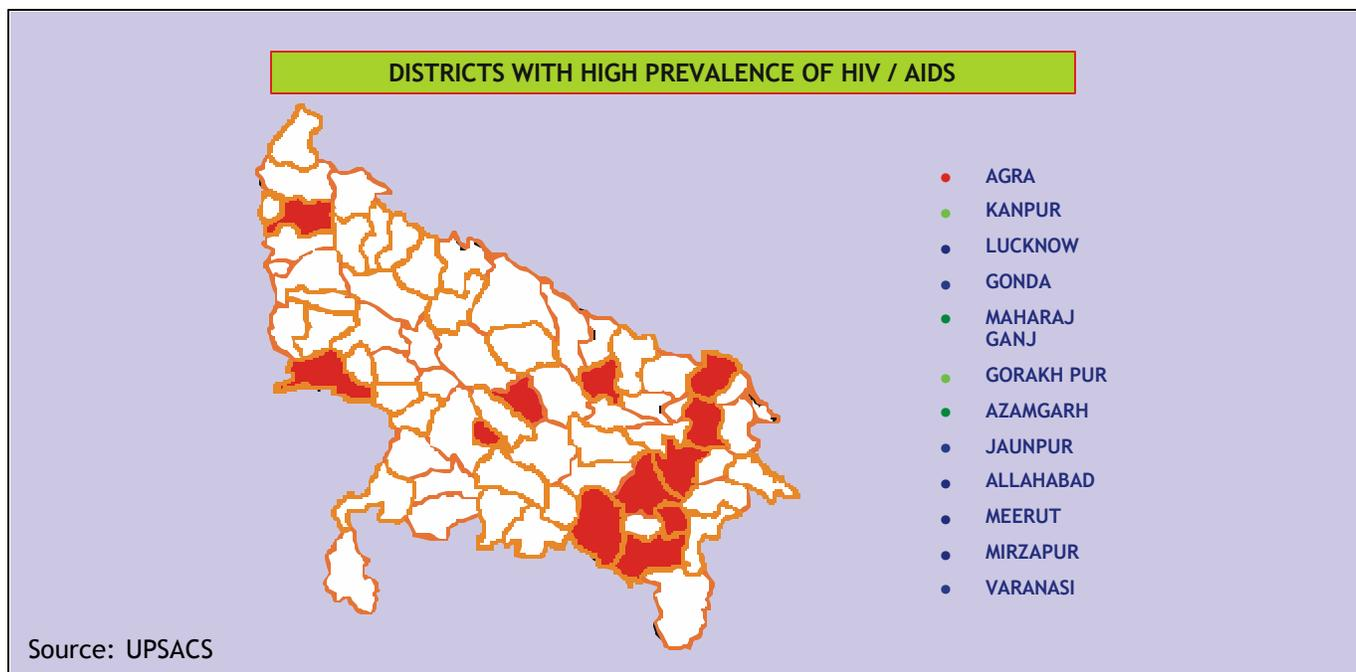 DISTRICTS WITH HIGH PREVALENCE OF HIV / AIDS
AGRA
KANPUR
LUCKNOW
GONDA
MAHARAJ
GANJ
GORAKH PUR
AZAMGARH
JAUNPUR
ALLAHABAD
MEERUT
MIRZAPUR
VARANASI
Source: UPSACS